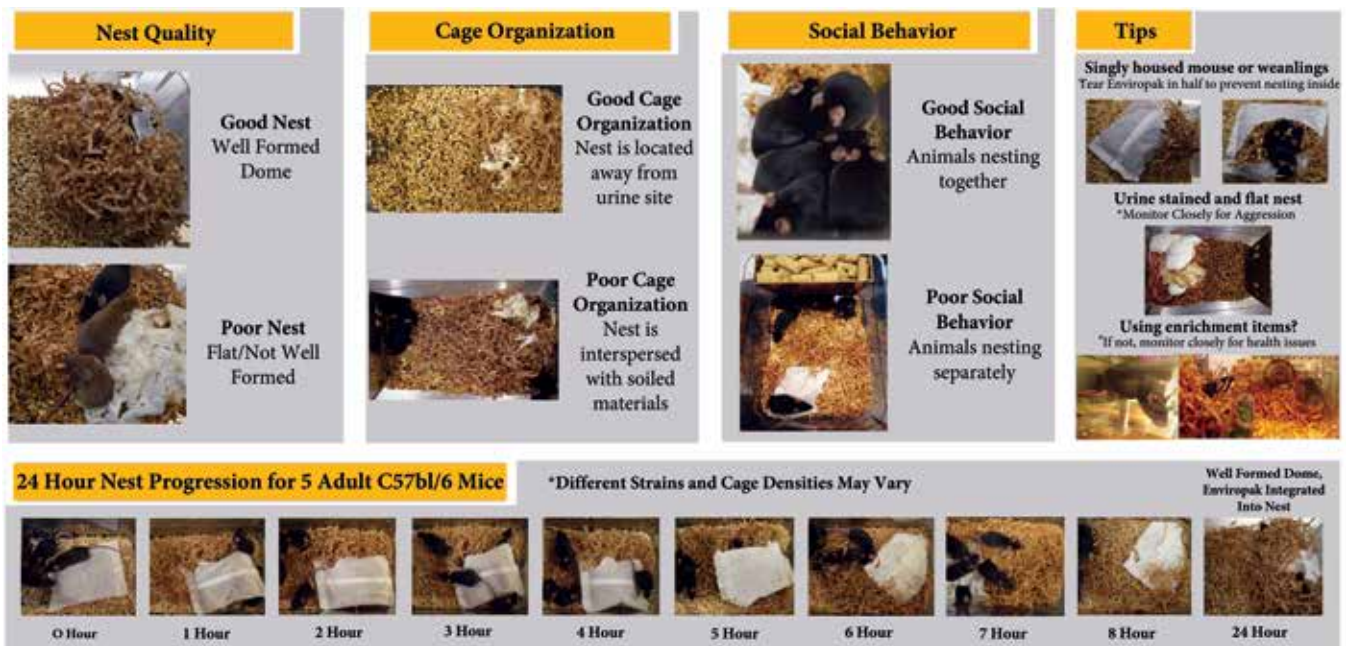 Nest Quality
Good Nest
Well Formed
Dome
Poor Nest
Flat/Not Well
Formed
Cage Organization
Good Cage
Organization
Nest is located
away from
urine site
Poor Cage
Organization
Nest is
interspersed
with soiled
materials
Social Behavior
Good Social
Behavior
Animals nesting
together
Poor Social
Behavior
Animals nesting
separately
Tips
Singly housed mouse or weanlings
Tear Enviropak in half to prevent nesting inside
Urine stained and flat nest
*Monitor Closely for Aggression
Using enrichment items?
*If not, monitor closely for health issues
24 Hour Nest Progression for 5 Adult C57bl/6 Mice
*Different Strains and Cage Densities May Vary
Well Formed Dome,
Enviropak Integrated
Into Nest
O Hour
1 Hour
2 Hour
3 Hour
4 Hour
5 Hour
6 Hour
7 Hour
8 Hour
24 Hour